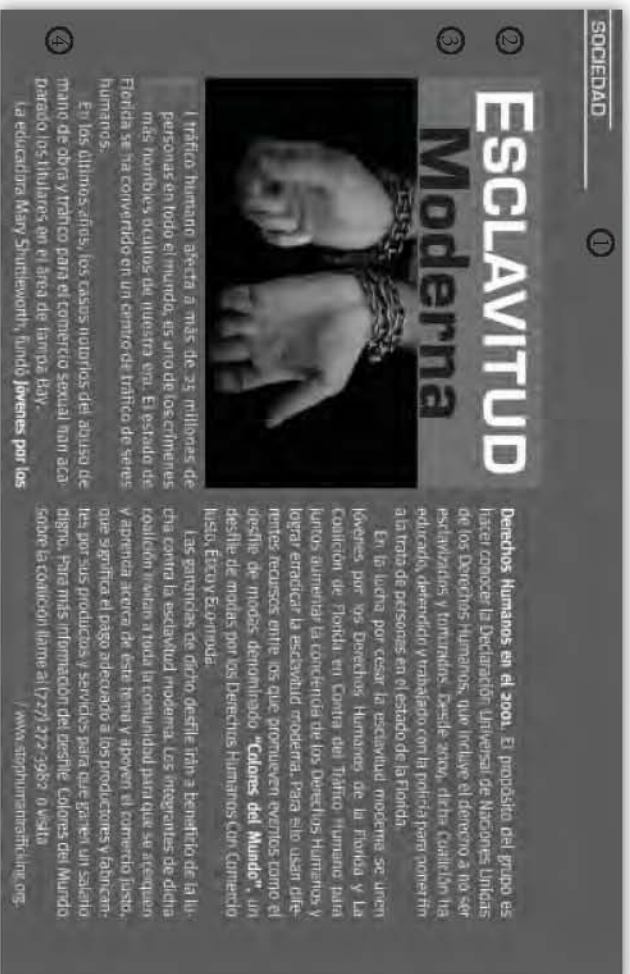 SOCIEDAD
①
②
③
④
ESCLAVITUD
Moderna
l tráfico humano afecta a más de 25 millones de
personas en todo el mundo, es uno de los crímenes
más horribles ocultos de nuestra era. El estado de
Florida se ha convertido en un centro de tráfico de seres
humanos.
En los últimos años, los casos notorios del abuso de
mano de obra y tráfico para el comercio sexual han aca-
parado los titulares en el área de Tampa Bay.
La educadora Mary Shuttleworth, fundó Jóvenes por los
Derechos Humanos en el 2001. El propósito del grupo es
hacer conocer la Declaración Universal de Naciones Unidas
de los Derechos Humanos, que incluye el derecho a no ser
esclavizados y torturados. Desde 2004, dicha Coalición ha
educado, defendido y trabajado con la policía para poner fin
a la trata de personas en el estado de la Florida.
En la lucha por cesar la esclavitud moderna se unen
Jóvenes por los Derechos Humanos de la Florida y La
Coalición de Florida en Contra del Tráfico Humano para
juntos aumentar la conciencia de los Derechos Humanos y
lograr erradicar la esclavitud moderna. Para ello usan dife-
rentes recursos entre los que promueven eventos como el
desfile de modas denominado "Colores del Mundo", un
desfile de modas por los Derechos Humanos Con Comercio
Justo, Ético y Eco-moda.
Las ganancias de dicho desfile irán a beneficio de la lu-
cha contra la esclavitud moderna. Los integrantes de dicha
coalición invitan a toda la comunidad para que se acerquen
y aprenda acerca de este tema y apoyen el comercio justo,
que significa el pago adecuado a los productores y fabrican-
tes por sus productos y servicios para que ganen un salario
digno. Para más información del desfile Colores del Mundo
sobre la coalición llame al (727) 272-3982 o visita
/www.stophumantrafficking.org.